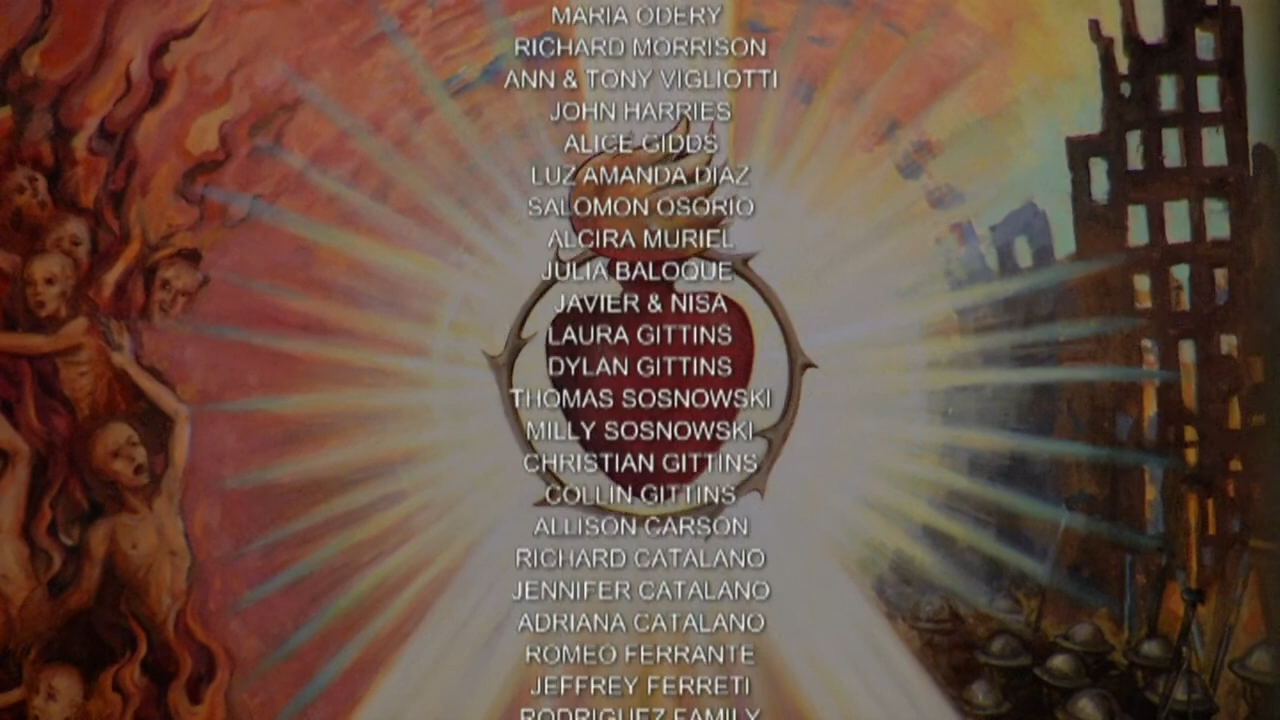 MARIA ODERY
RICHARD MORRISON
ANN & TONY VIGLIOTTI
JOHN HARRIES
ALICE GIDDS
LUZ AMANDA DIAZ
SALOMON OSORIO
ALCIRA MURIEL
JULIA BALOQUE
JAVIER & NISA
LAURA GITTINS
DYLAN GITTINS
THOMAS SOSNOWSKI
MILLY SOSNOWSKI
CHRISTIAN GITTINS
COLLIN GITTINS
ALLISON CARSON
RICHARD CATALANO
JENNIFER CATALANO
ADRIANA CATALANO
ROMEO FERRANTE
JEFFREY FERRETI
RODRIGUEZ FAMILY